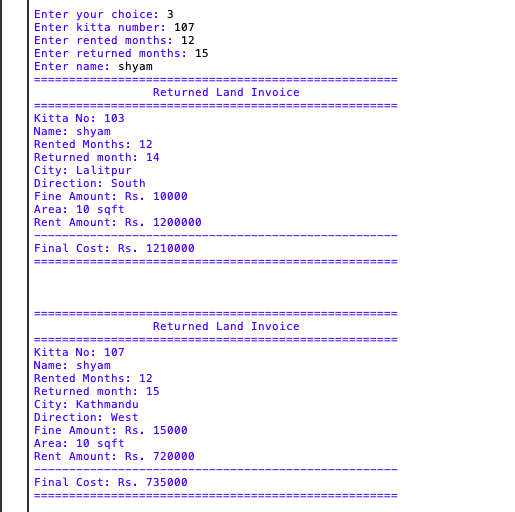 Enter your choice: 3
Enter kitta number: 107
Enter rented months: 12
Enter returned months: 15
Enter name: shyam
====================================================
Returned Land Invoice
====================================================
Kitta No: 103
Name: shyam
Rented Months: 12
Returned month: 14
City: Lalitpur
Direction: South
Fine Amount: Rs. 10000
Area: 10 sqft
Rent Amount: Rs. 1200000
----------------------------------------------------
Final Cost: Rs. 1210000
====================================================
====================================================
Returned Land Invoice
====================================================
Kitta No: 107
Name: shyam
Rented Months: 12
Returned month: 15
City: Kathmandu
Direction: West
Fine Amount: Rs. 15000
Area: 10 sqft
Rent Amount: Rs. 720000
----------------------------------------------------
Final Cost: Rs. 735000
====================================================